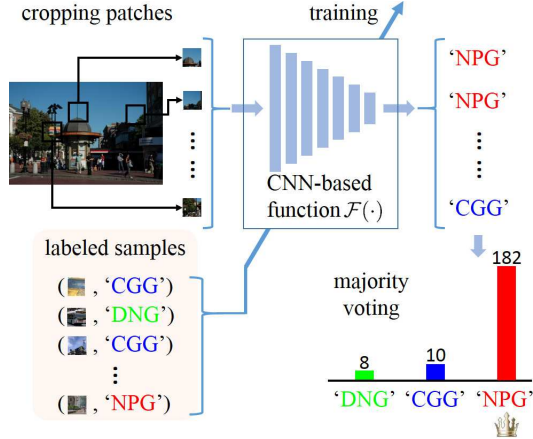 cropping patches
training
‘NPG’
‘NPG’
‘CGG’
CNN-based
function F(·)
labeled samples
( , ‘CGG’)
( , ‘DNG’)
( , ‘CGG’)
( , ‘NPG’)
majority
voting
182
8
10
‘DNG’ ‘CGG’ ‘NPG’